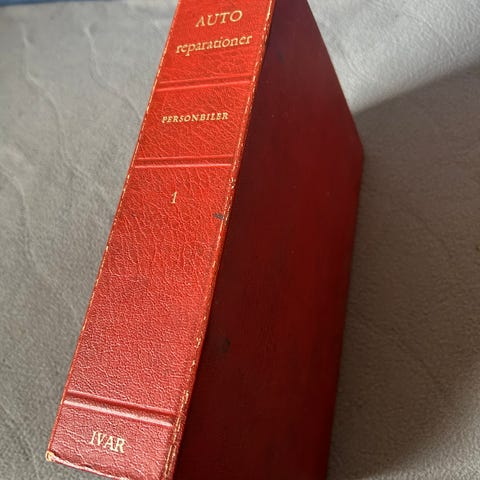 AUTO
reparationer
PERSONBILER
1
IVAR